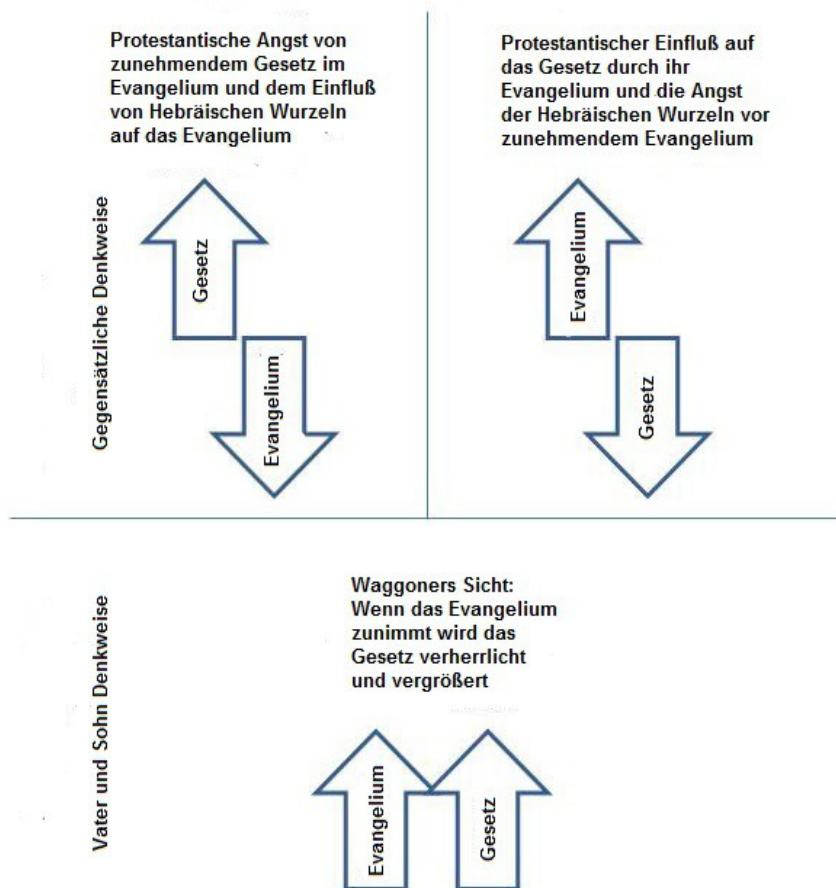 Protestantische Angst von
zunehmendem Gesetz im
Evangelium und dem Einfluß
von Hebräischen Wurzeln
auf das Evangelium
Protestantischer Einfluß auf
das Gesetz durch ihr
Evangelium und die Angst
der Hebräischen Wurzeln vor
zunehmendem Evangelium
Gegensätzliche Denkweise
Gesetz
Evangelium
Evangelium
Gesetz
Vater und Sohn Denkweise
Waggoners Sicht:
Wenn das Evangelium
zunimmt wird das
Gesetz verherrlicht
und vergrößert
Evangelium
Gesetz